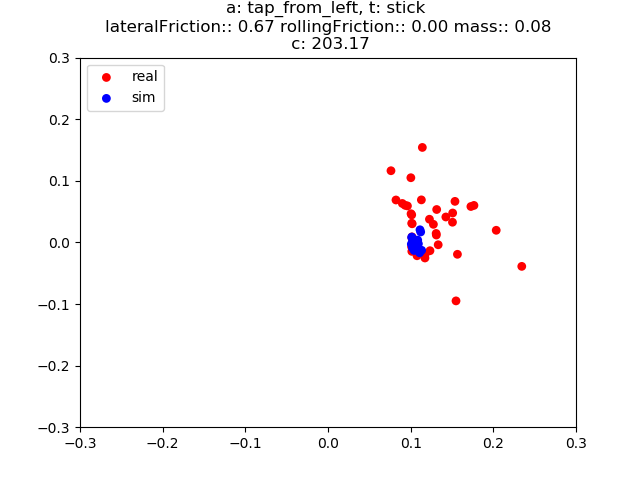 a: tap_from_left, t: stick
lateralFriction:: 0.67 rollingFriction:: 0.00 mass:: 0.08
c: 203.17
real
sim
0.3
0.2
0.1
0.0
−0.1
−0.2
−0.3
−0.3 −0.2 −0.1 0.0 0.1 0.2 0.3